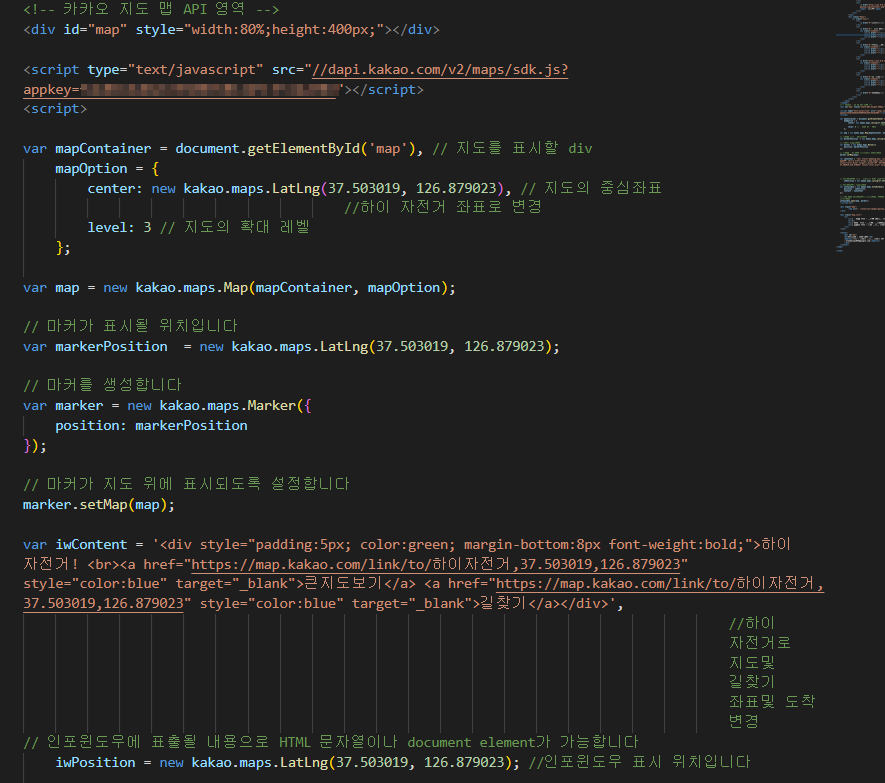 <!-- 카카오 지도 맵 API 영역 -->
<div id="map" style="width:80%;height:400px;"></div>
<script type="text/javascript" src="//dapi.kakao.com/v2/maps/sdk.js?
appkey="></script>
<script>
var mapContainer = document.getElementById('map'), // 지도를 표시할 div
mapOption = {
center: new kakao.maps.LatLng(37.503019, 126.879023), // 지도의 중심좌표
//하이 자전거 좌표로 변경
level: 3 // 지도의 확대 레벨
};
var map = new kakao.maps.Map(mapContainer, mapOption);
// 마커가 표시될 위치입니다
var markerPosition  = new kakao.maps.LatLng(37.503019, 126.879023);
// 마커를 생성합니다
var marker = new kakao.maps.Marker({
position: markerPosition
});
// 마커가 지도 위에 표시되도록 설정합니다
marker.setMap(map);
var iwContent = '<div style="padding:5px; color:green; margin-bottom:8px font-weight:bold;">하이
자전거! <br><a href="https://map.kakao.com/link/to/하이자전거,37.503019,126.879023"
style="color:blue" target="_blank">큰지도보기</a> <a href="https://map.kakao.com/link/to/하이자전거,
37.503019,126.879023" style="color:blue" target="_blank">길찾기</a></div>',
//하이
자전거로
지도및
길찾기
좌표및 도착
변경
// 인포윈도우에 표출될 내용으로 HTML 문자열이나 document element가 가능합니다
iwPosition = new kakao.maps.LatLng(37.503019, 126.879023); //인포윈도우 표시 위치입니다